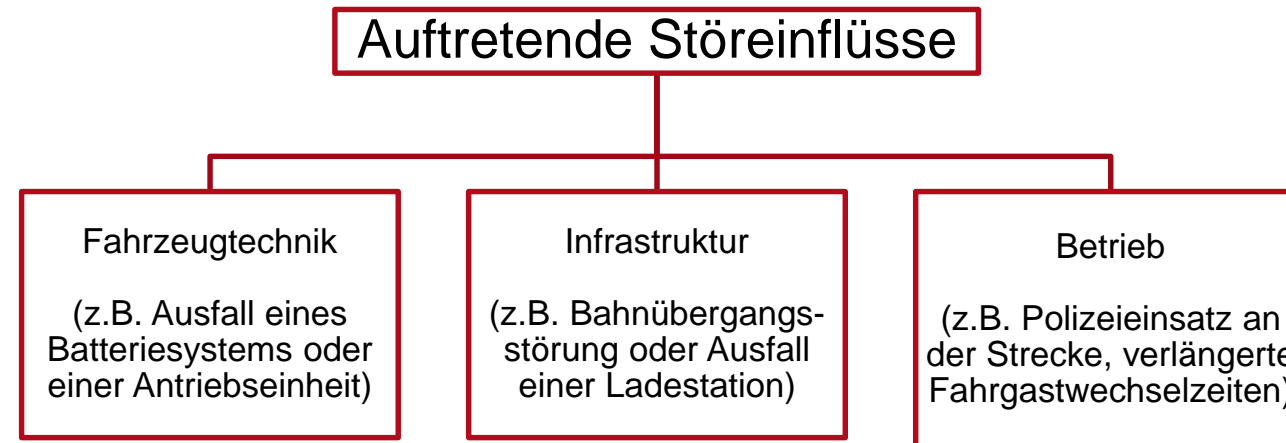 Auftretende Störeinflüsse
Fahrzeugtechnik
(z.B. Ausfall eines
Batteriesystems oder
einer Antriebseinheit)
Infrastruktur
(z.B. Bahnübergangs-
störung oder Ausfall
einer Ladestation)
Betrieb
(z.B. Polizeieinsatz an
der Strecke, verlängerte
Fahrgastwechselzeiten)